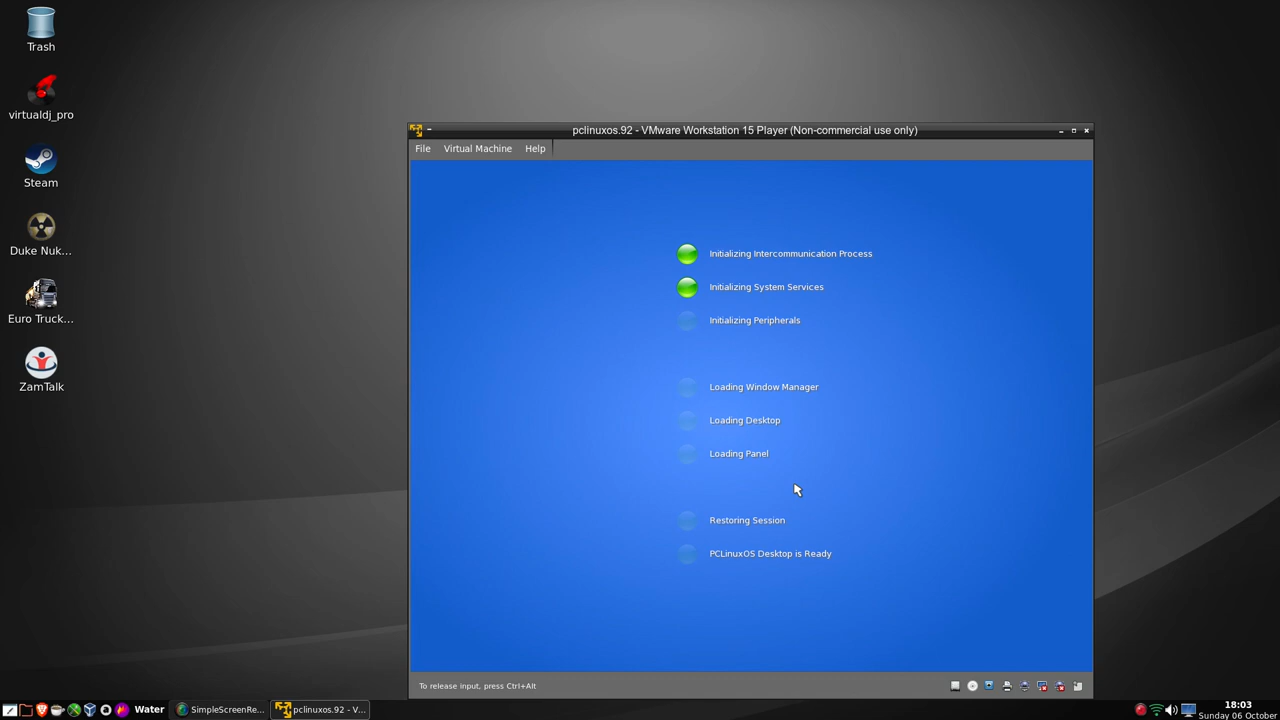 Trash
virtualdj_pro
Steam
Duke Nuk...
Euro Truck...
ZamTalk
pclinuxos.92 - VMware Workstation 15 Player (Non-commercial use only)
File Virtual Machine Help
Initializing Intercommunication Process
Initializing System Services
Initializing Peripherals
Loading Window Manager
Loading Desktop
Loading Panel
Restoring Session
PCLinuxOS Desktop is Ready
To release input, press Ctrl+Alt
Water SimpleScreenRe... pclinuxos.92 - V...
18:03
Sunday 06 October